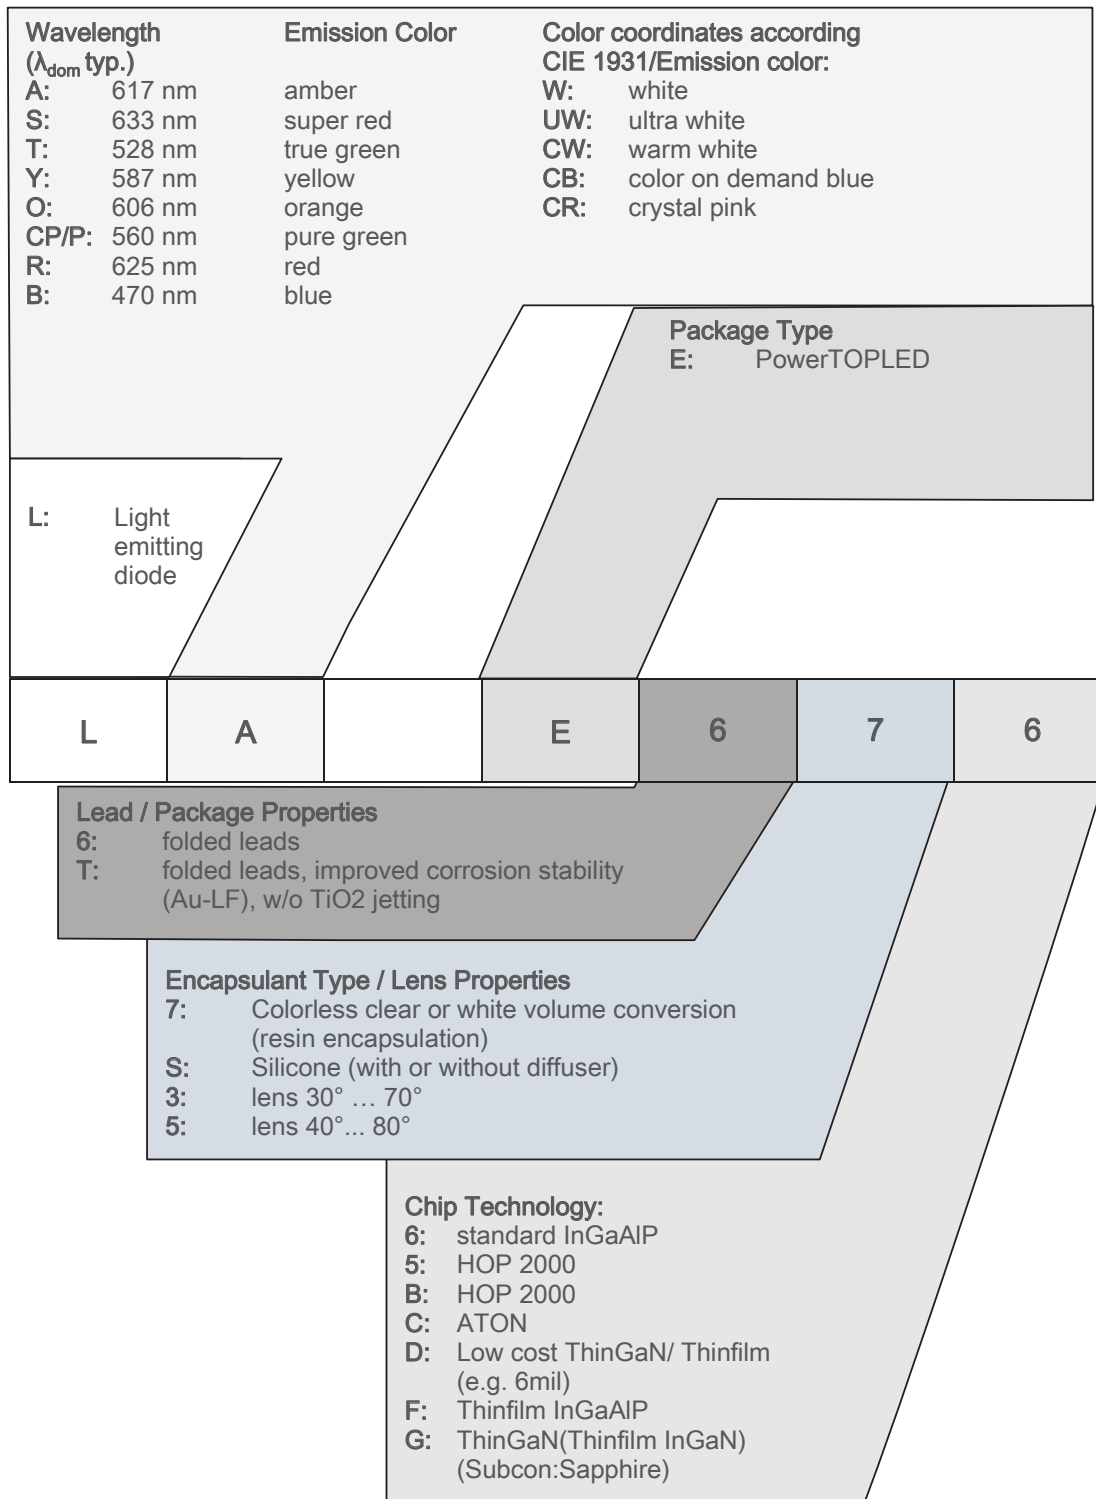 Wavelength Emission Color
(λdom typ.)
A: 617 nm amber
S: 633 nm super red
T: 528 nm true green
Y: 587 nm yellow
O: 606 nm orange
CP/P: 560 nm pure green
R: 625 nm red
B: 470 nm blue
Color coordinates according
CIE 1931/Emission color:
W: white
UW: ultra white
CW: warm white
CB: color on demand blue
CR: crystal pink
Package Type
E: PowerTOPLED
L: Light
emitting
diode
L A E 6 7 6
Lead / Package Properties
6: folded leads
T: folded leads, improved corrosion stability
(Au-LF), w/o TiO2 jetting
Encapsulant Type / Lens Properties
7: Colorless clear or white volume conversion
(resin encapsulation)
S: Silicone (with or without diffuser)
3: lens 30° … 70°
5: lens 40°... 80°
Chip Technology:
6: standard InGaAlP
5: HOP 2000
B: HOP 2000
C: ATON
D: Low cost ThinGaN/ Thinfilm
(e.g. 6mil)
F: Thinfilm InGaAlP
G: ThinGaN(Thinfilm InGaN)
(Subcon:Sapphire)